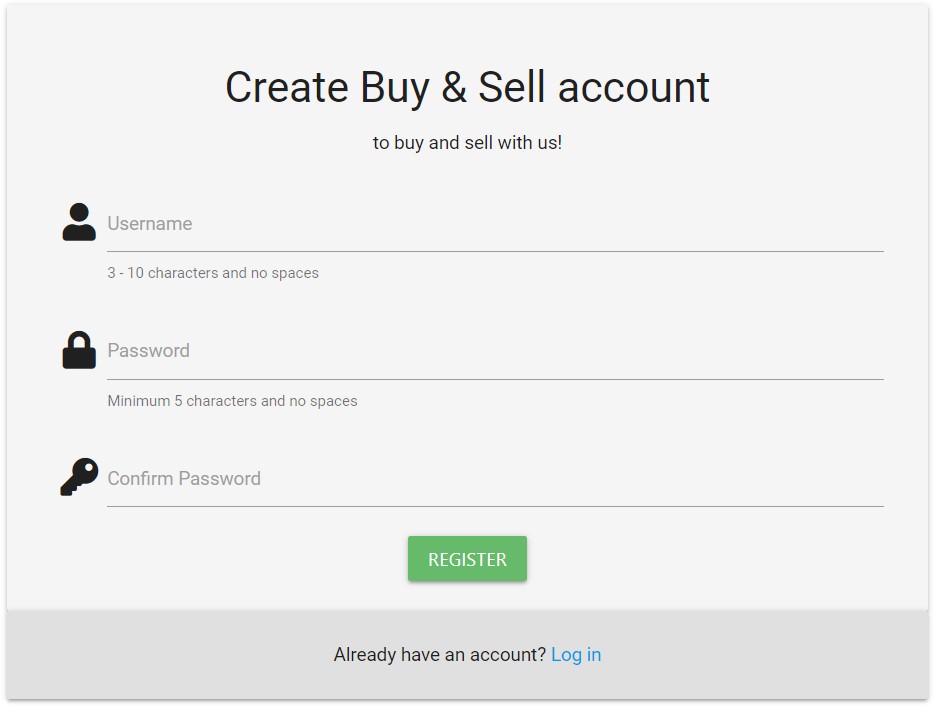 Create Buy & Sell account
to buy and sell with us!
Username
3 - 10 characters and no spaces
Password
Minimum 5 characters and no spaces
Confirm Password
REGISTER
Already have an account? Log in